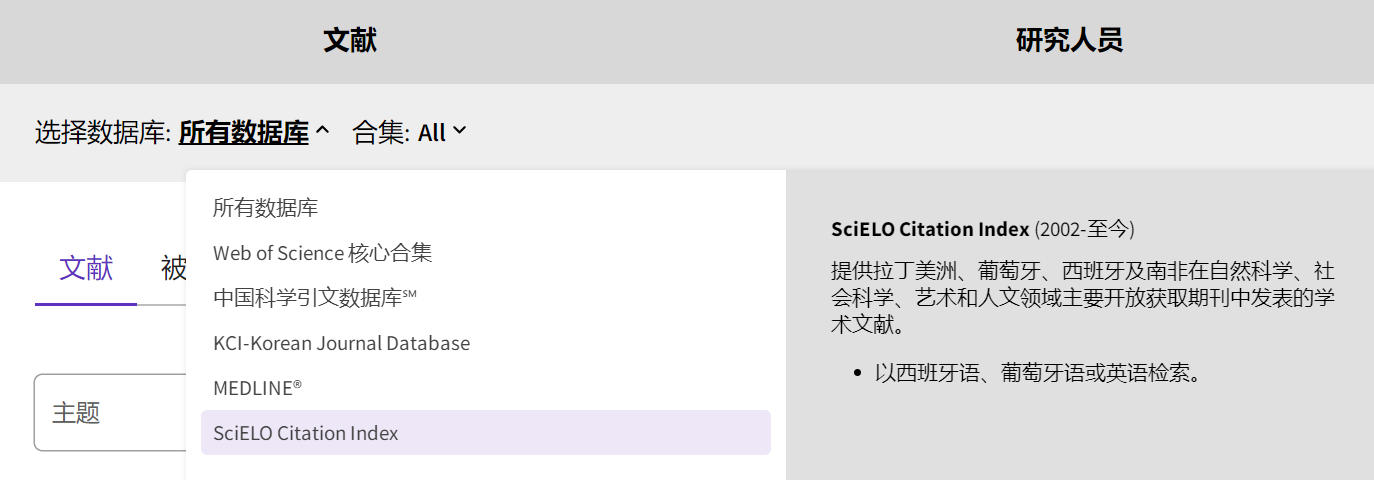 文献
研究人员
选择数据库: 所有数据库 合集: All
所有数据库
Web of Science 核心合集
中国科学引文数据库℠
KCI-Korean Journal Database
MEDLINE®
SciELO Citation Index
SciELO Citation Index (2002-至今)
提供拉丁美洲、葡萄牙、西班牙及南非在自然科学、社
会科学、艺术和人文领域主要开放获取期刊中发表的学
术文献。
• 以西班牙语、葡萄牙语或英语检索。
文献 被
主题